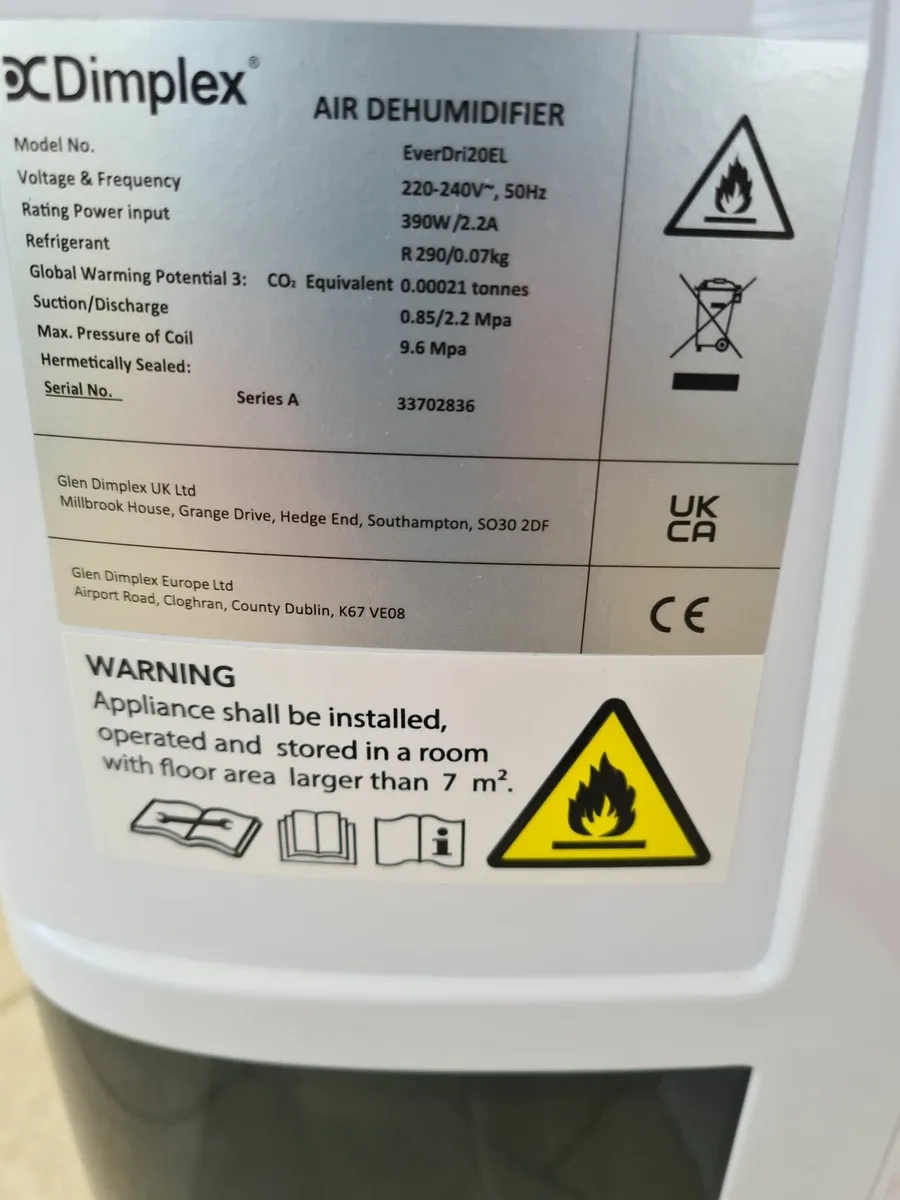 Dimplex®
AIR DEHUMIDIFIER
Model No. EverDri20EL
Voltage & Frequency 220-240V~, 50Hz
Rating Power input 390W/2.2A
Refrigerant R 290/0.07kg
Global Warming Potential 3: CO₂ Equivalent 0.00021 tonnes
Suction/Discharge 0.85/2.2 Mpa
Max. Pressure of Coil 9.6 Mpa
Hermetically Sealed:
Serial No. Series A 33702836
Glen Dimplex UK Ltd
Millbrook House, Grange Drive, Hedge End, Southampton, SO30 2DF
UK
CA
Glen Dimplex Europe Ltd
Airport Road, Cloghran, County Dublin, K67 VE08
CE
WARNING
Appliance shall be installed,
operated and stored in a room
with floor area larger than 7 m².